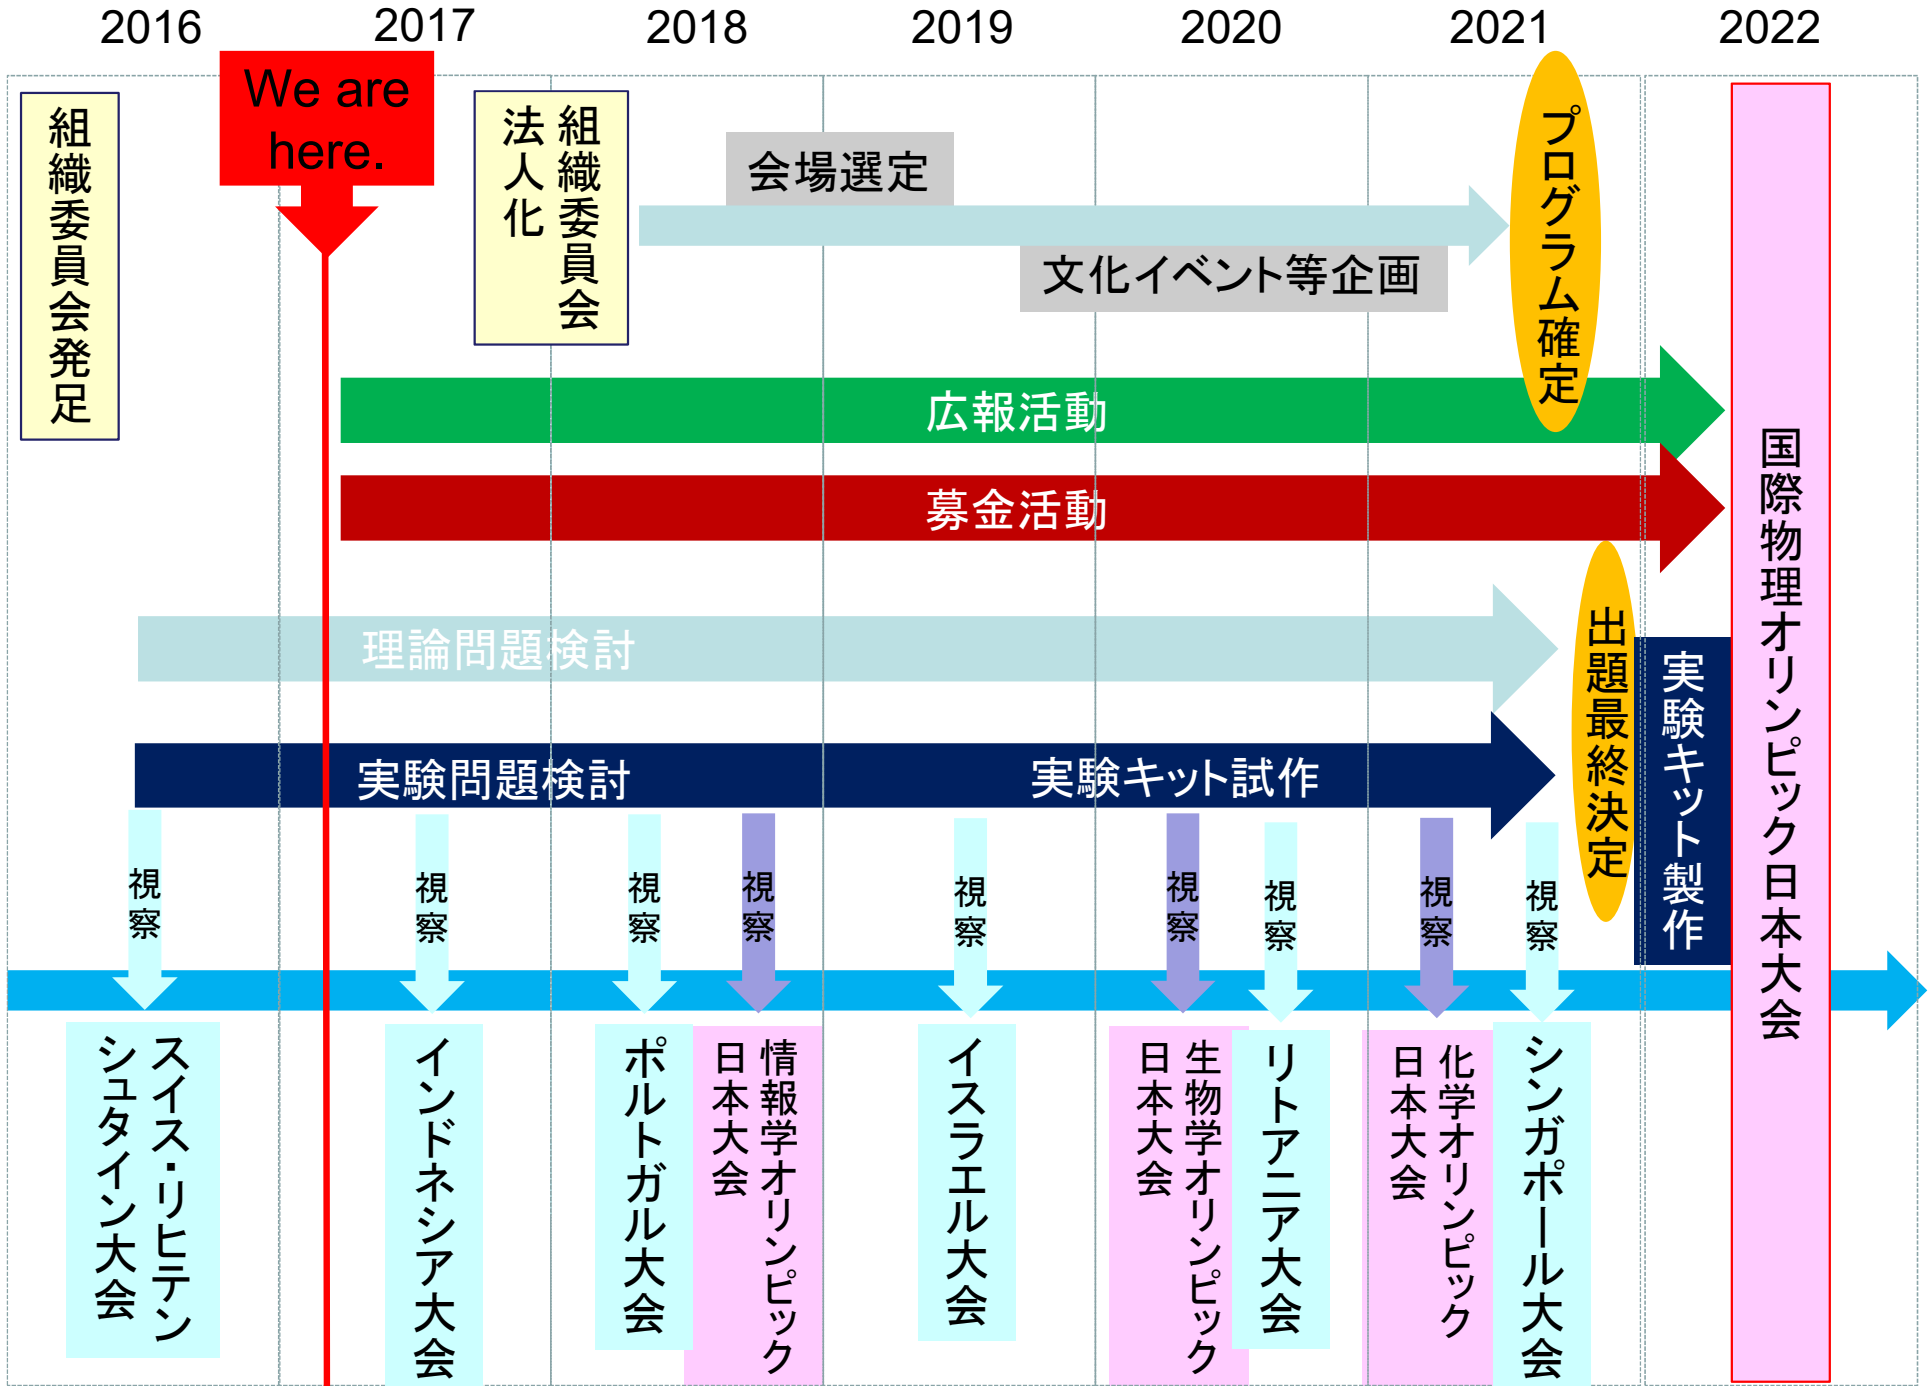 2016
2017
2018
2019
2020
2021
2022
We are
here.
組織委員会発足
組織委員会
法人化
会場選定
文化イベント等企画
プログラム確定
広報活動
募金活動
理論問題検討
実験問題検討
実験キット試作
出題最終決定
実験キット製作
国際物理オリンピック日本大会
視察
視察
視察
視察
視察
視察
視察
視察
視察
スイス・リヒテン
シュタイン大会
インドネシア大会
ポルトガル大会
情報学オリンピック
日本大会
イスラエル大会
生物学オリンピック
日本大会
リトアニア大会
化学オリンピック
日本大会
シンガポール大会